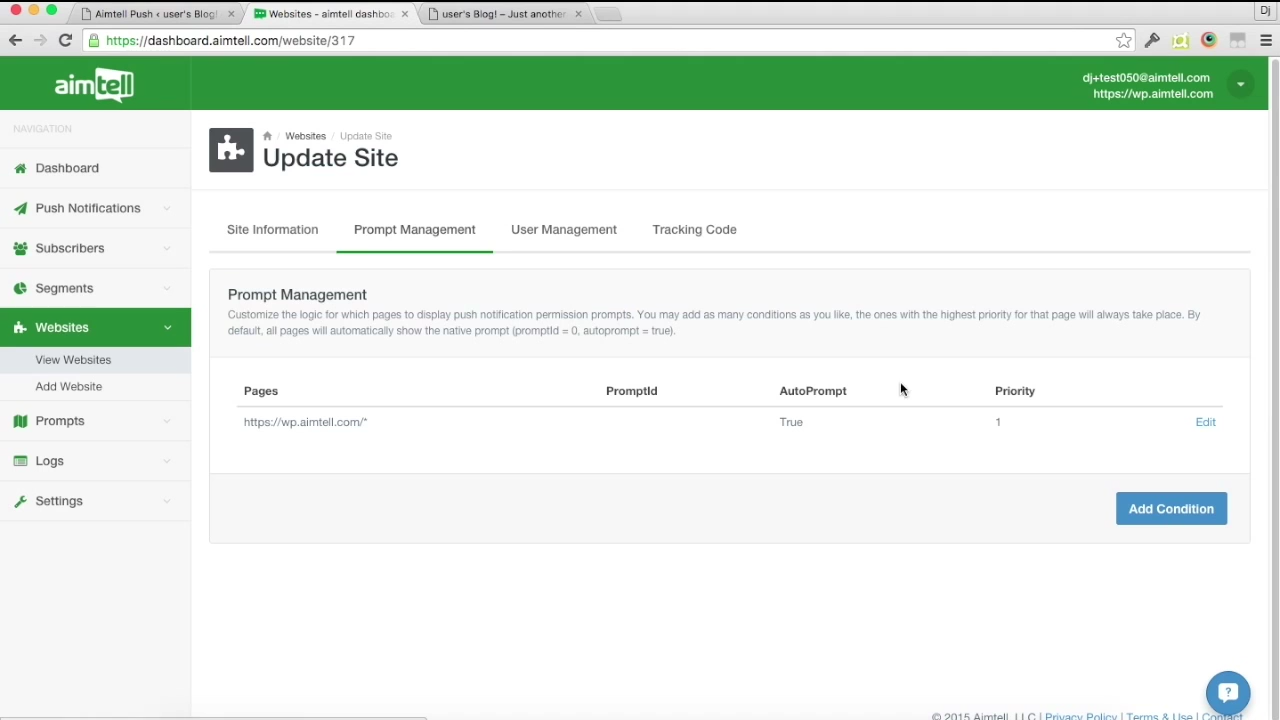 Aimtell Push ‹ user's Blog!
Websites - aimtell dashboa
user's Blog! – Just another
Dj
https://dashboard.aimtell.com/website/317
aimtell
dj+test050@aimtell.com
https://wp.aimtell.com
NAVIGATION
Dashboard
Push Notifications
Subscribers
Segments
Websites
View Websites
Add Website
Prompts
Logs
Settings
/ Websites / Update Site
Update Site
Site Information
Prompt Management
User Management
Tracking Code
Prompt Management
Customize the logic for which pages to display push notification permission prompts. You may add as many conditions as you like, the ones with the highest priority for that page will always take place. By
default, all pages will automatically show the native prompt (promptId = 0, autoprompt = true).
Pages PromptId AutoPrompt Priority
https://wp.aimtell.com/* True 1 Edit
Add Condition
© 2015 Aimtell, LLC | Privacy Policy | Terms & Use | Contact